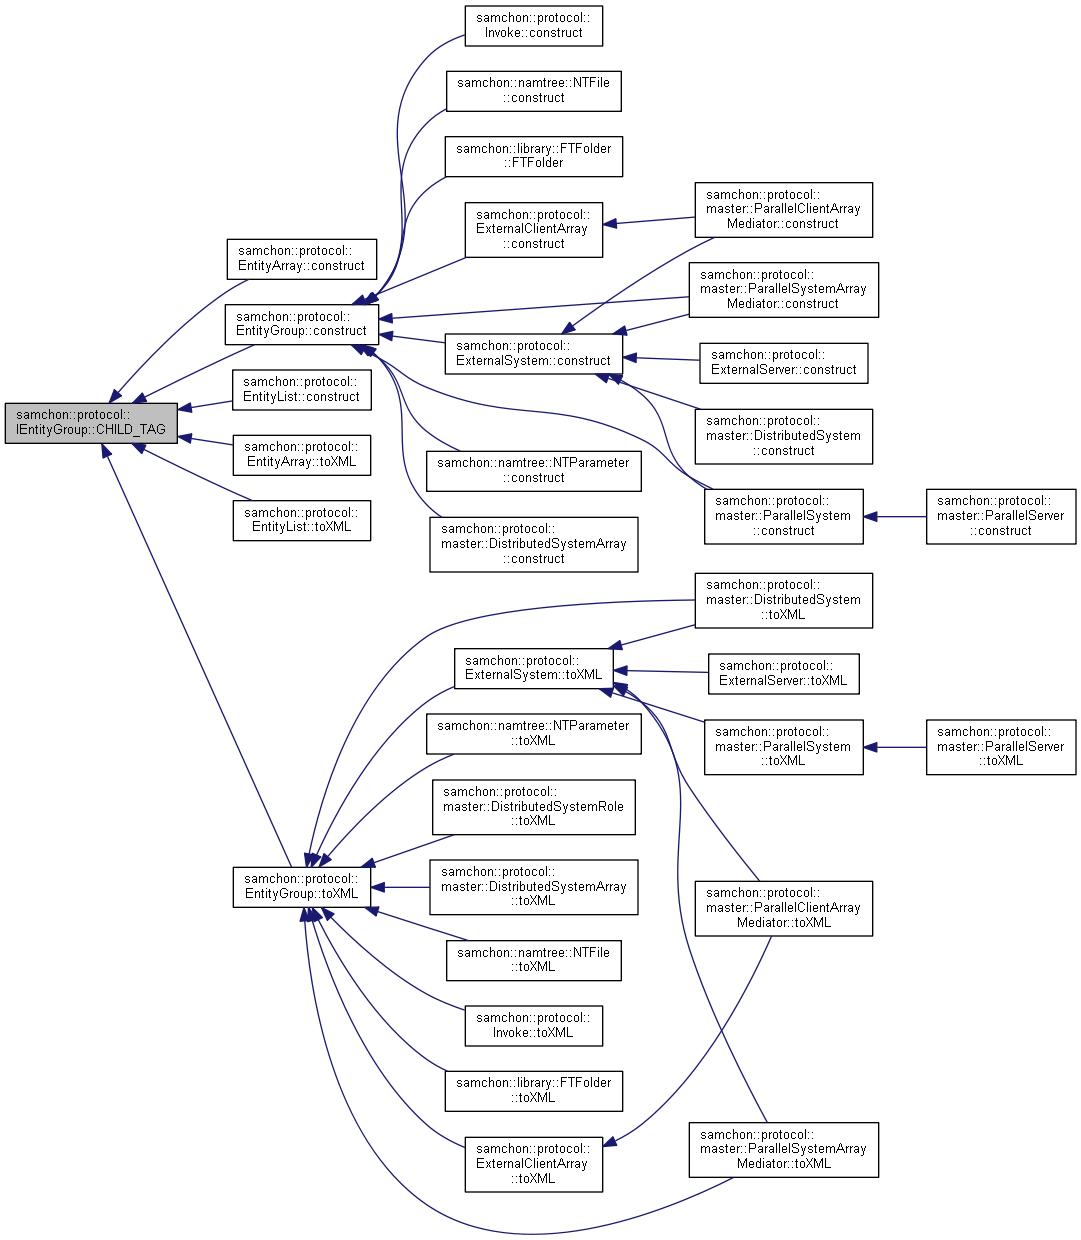 samchon::protocol::
Invoke::construct
samchon::namtree::NTFile
::construct
samchon::library::FTFolder
::FTFolder
samchon::protocol::
master::ParallelClientArray
Mediator::construct
samchon::protocol::
ExternalClientArray
::construct
samchon::protocol::
EntityArray::construct
samchon::protocol::
master::ParallelSystemArray
Mediator::construct
samchon::protocol::
EntityGroup::construct
samchon::protocol::
ExternalSystem::construct
samchon::protocol::
ExternalServer::construct
samchon::protocol::
EntityList::construct
samchon::protocol::
IEntityGroup::CHILD_TAG
samchon::protocol::
master::DistributedSystem
::construct
samchon::protocol::
EntityArray::toXML
samchon::namtree::NTParameter
::construct
samchon::protocol::
EntityList::toXML
samchon::protocol::
master::ParallelSystem
::construct
samchon::protocol::
master::ParallelServer
::construct
samchon::protocol::
master::DistributedSystemArray
::construct
samchon::protocol::
master::DistributedSystem
::toXML
samchon::protocol::
ExternalSystem::toXML
samchon::protocol::
ExternalServer::toXML
samchon::namtree::NTParameter
::toXML
samchon::protocol::
master::ParallelSystem
::toXML
samchon::protocol::
master::ParallelServer
::toXML
samchon::protocol::
master::DistributedSystemRole
::toXML
samchon::protocol::
EntityGroup::toXML
samchon::protocol::
master::DistributedSystemArray
::toXML
samchon::protocol::
master::ParallelClientArray
Mediator::toXML
samchon::namtree::NTFile
::toXML
samchon::protocol::
Invoke::toXML
samchon::library::FTFolder
::toXML
samchon::protocol::
master::ParallelSystemArray
Mediator::toXML
samchon::protocol::
ExternalClientArray
::toXML